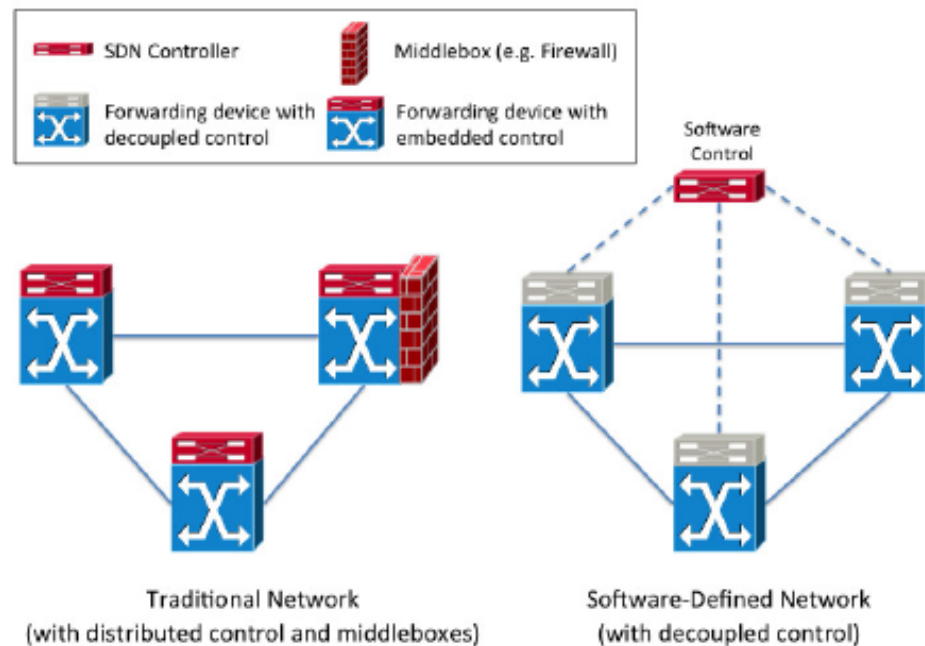 SDN Controller
Middlebox (e.g. Firewall)
Forwarding device with
decoupled control
Forwarding device with
embedded control
Software
Control
Traditional Network
(with distributed control and middleboxes)
Software-Defined Network
(with decoupled control)